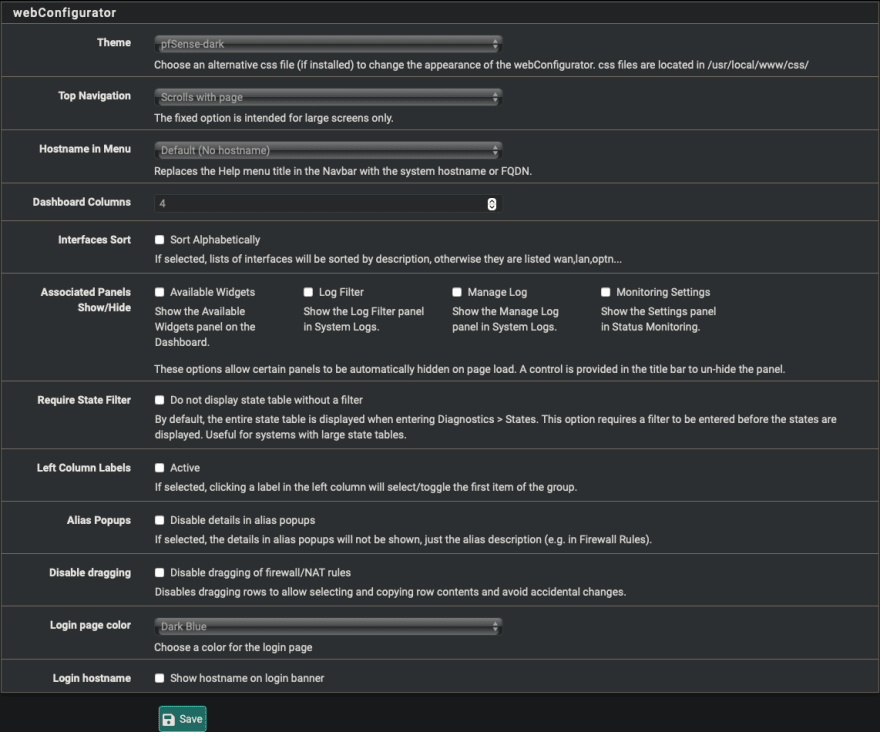 webConfigurator
Theme
pfSense-dark
Choose an alternative css file (if installed) to change the appearance of the webConfigurator. css files are located in /usr/local/www/css/
Top Navigation
Scrolls with page
The fixed option is intended for large screens only.
Hostname in Menu
Default (No hostname)
Replaces the Help menu title in the Navbar with the system hostname or FQDN.
Dashboard Columns
4
Interfaces Sort
Sort Alphabetically
If selected, lists of interfaces will be sorted by description, otherwise they are listed wan,lan,optn...
Associated Panels
Show/Hide
Available Widgets
Show the Available
Widgets panel on the
Dashboard.
Log Filter
Show the Log Filter panel
in System Logs.
Manage Log
Show the Manage Log
panel in System Logs.
Monitoring Settings
Show the Settings panel
in Status Monitoring.
These options allow certain panels to be automatically hidden on page load. A control is provided in the title bar to un-hide the panel.
Require State Filter
Do not display state table without a filter
By default, the entire state table is displayed when entering Diagnostics > States. This option requires a filter to be entered before the states are
displayed. Useful for systems with large state tables.
Left Column Labels
Active
If selected, clicking a label in the left column will select/toggle the first item of the group.
Alias Popups
Disable details in alias popups
If selected, the details in alias popups will not be shown, just the alias description (e.g. in Firewall Rules).
Disable dragging
Disable dragging of firewall/NAT rules
Disables dragging rows to allow selecting and copying row contents and avoid accidental changes.
Login page color
Dark Blue
Choose a color for the login page
Login hostname
Show hostname on login banner
Save